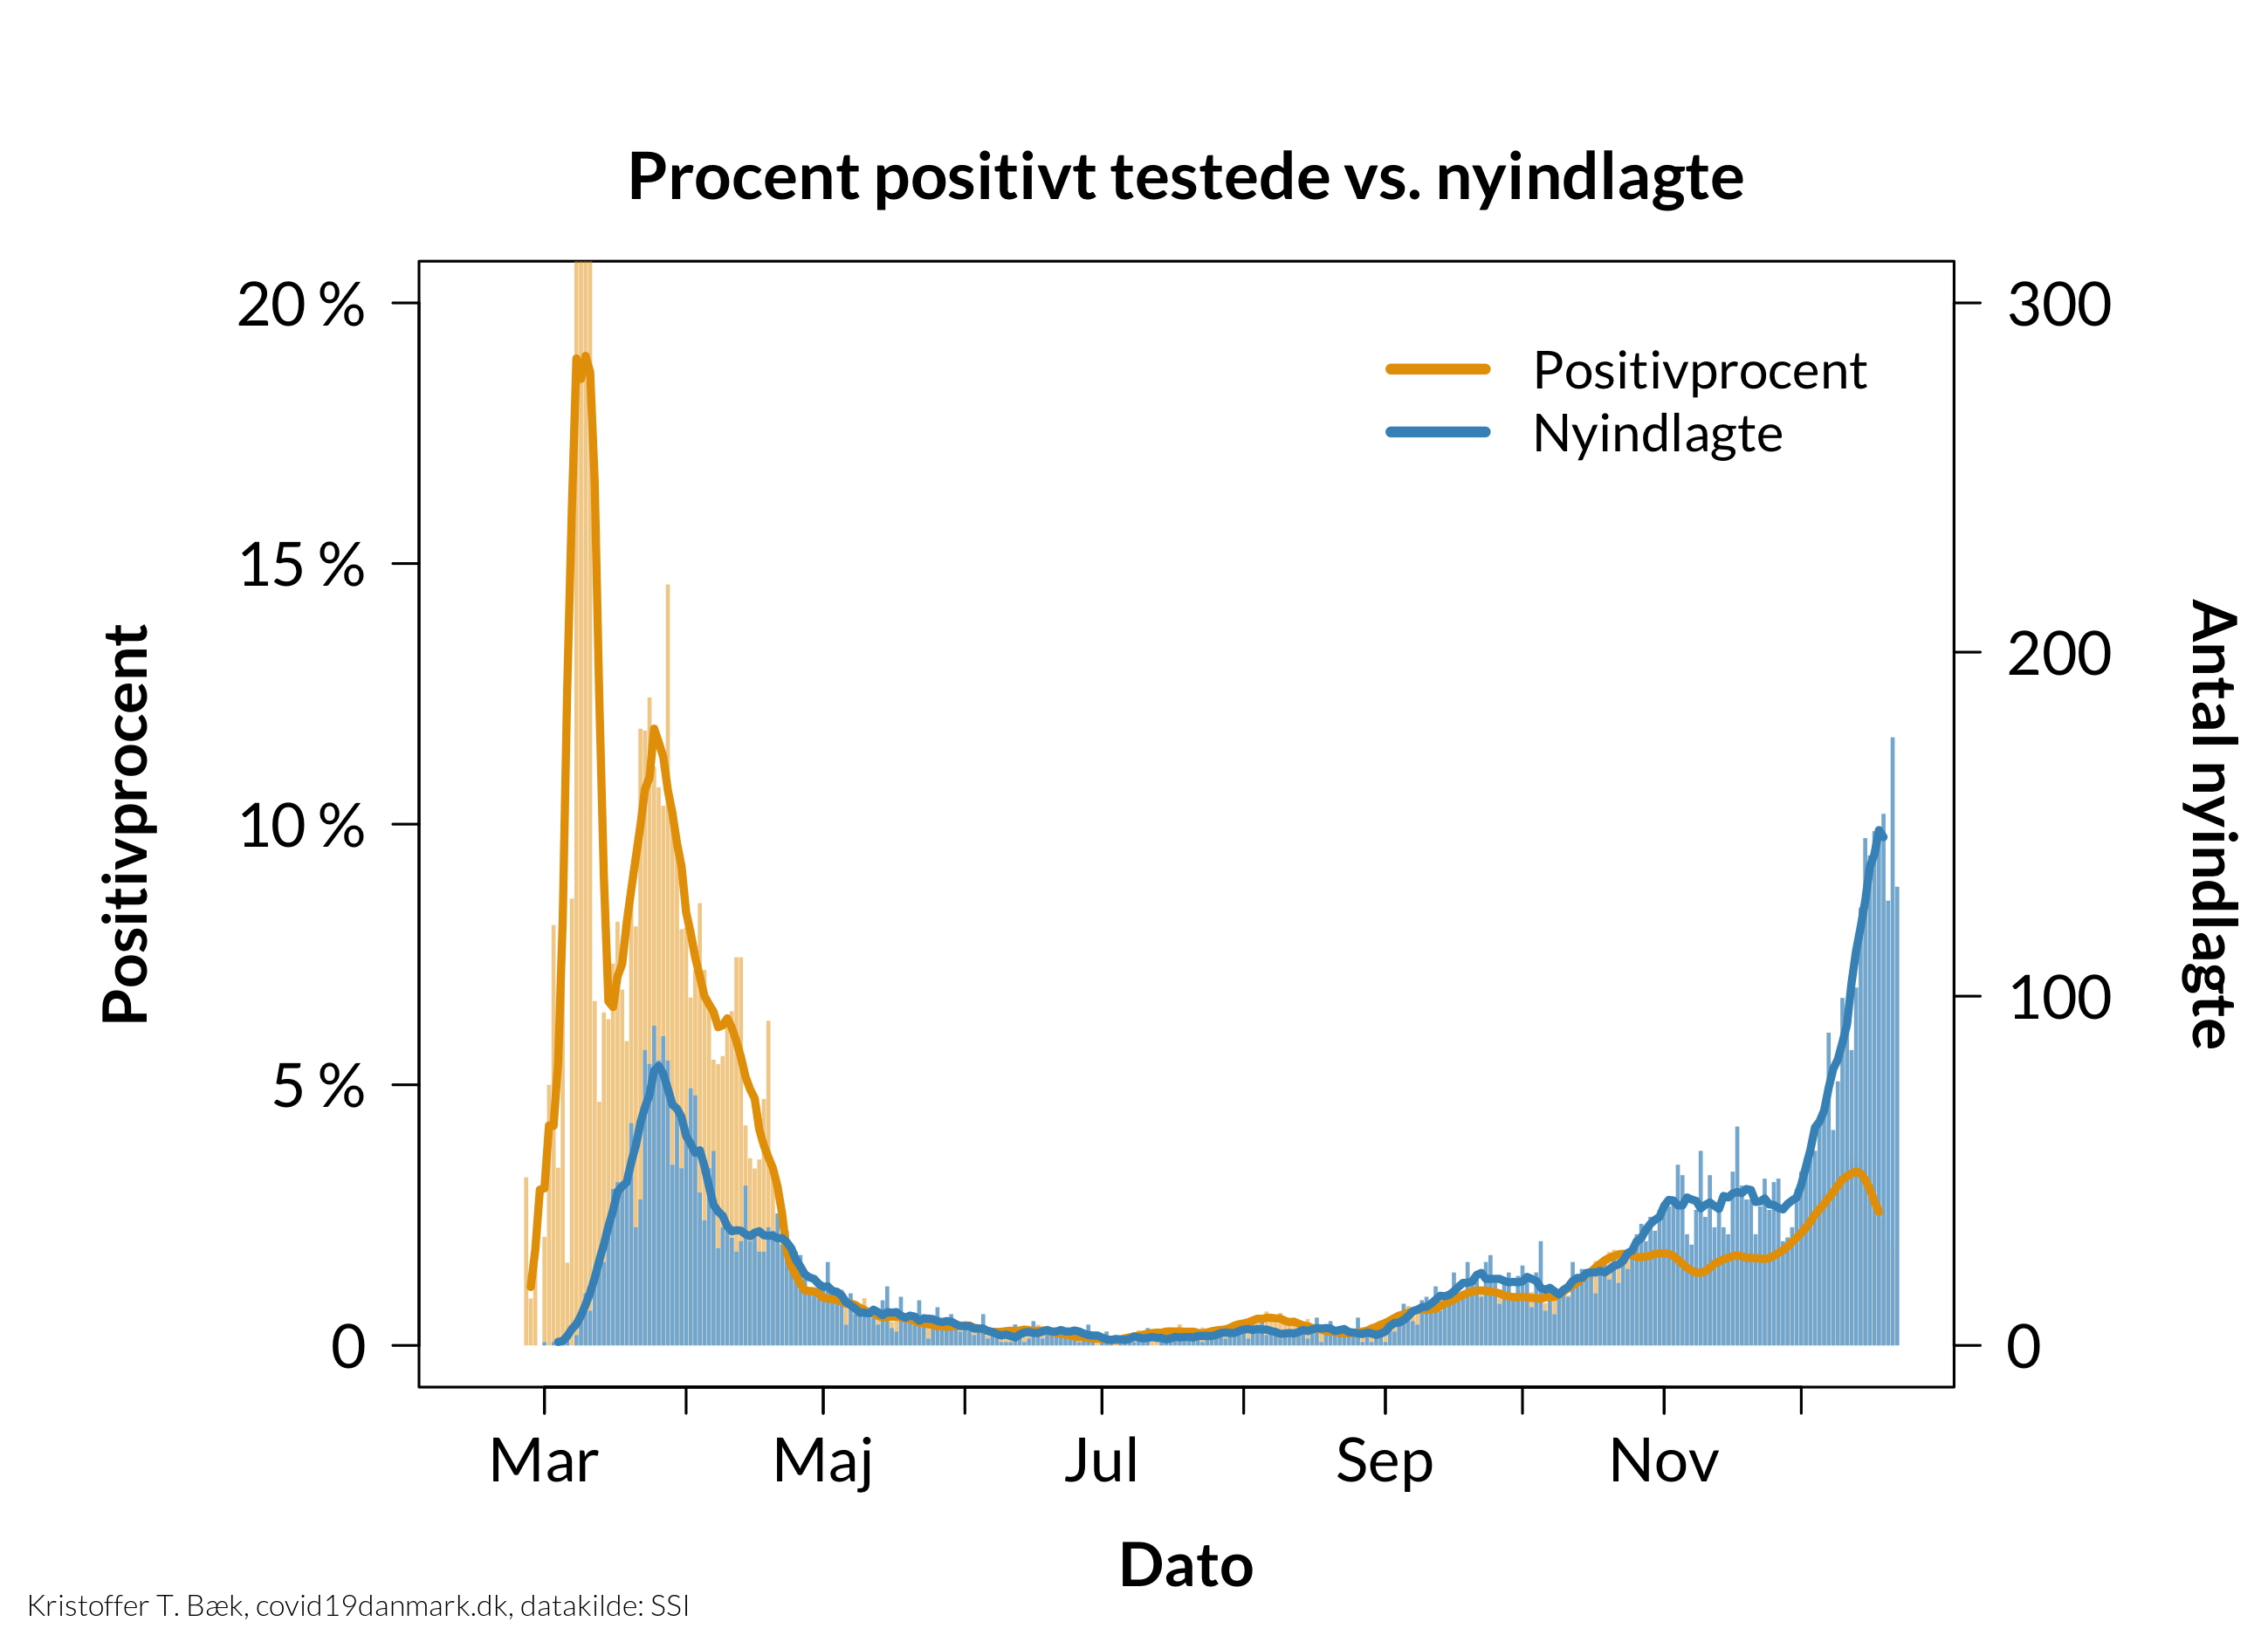 Procent positivt testede vs. nyindlagte
20 %
15 %
10 %
5 %
0
Positivprocent
Positivprocent
Nyindlagte
300
200
100
0
Antal nyindlagte
Mar
Maj
Jul
Sep
Nov
Dato
Kristoffer T. Bæk, covid19danmark.dk, datakilde: SSI